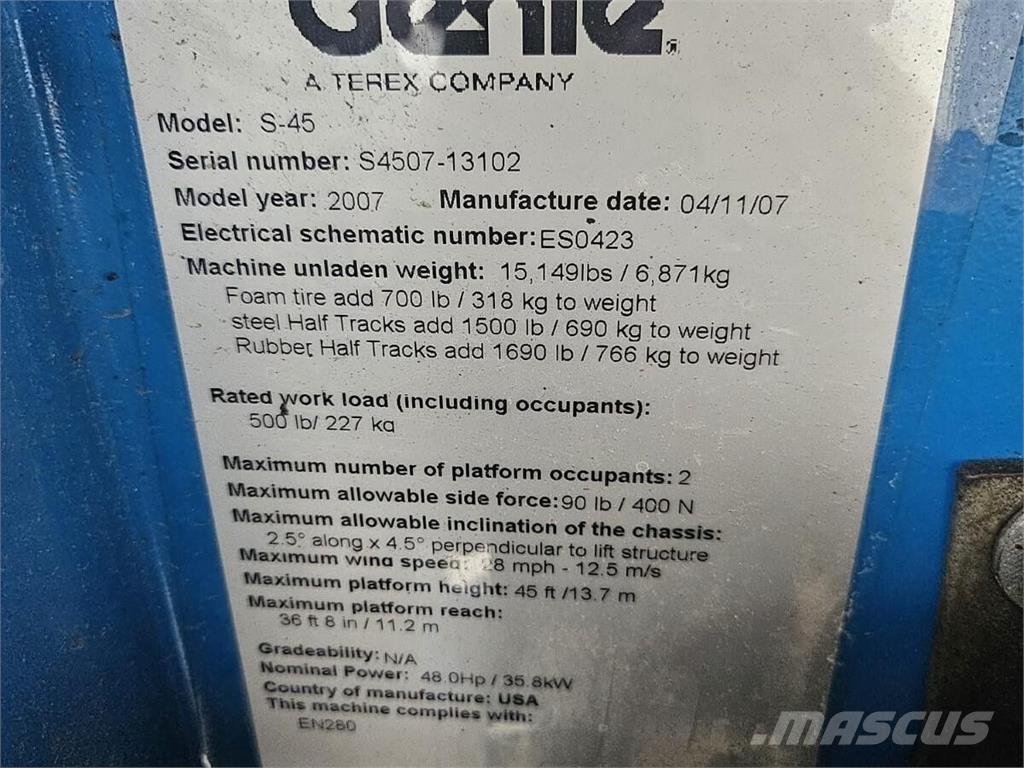 Genie
A TEREX COMPANY
Model: S-45
Serial number: S4507-13102
Model year: 2007 Manufacture date: 04/11/07
Electrical schematic number: ES0423
Machine unladen weight: 15,149lbs / 6,871kg
Foam tire add 700 lb / 318 kg to weight
steel Half Tracks add 1500 lb / 690 kg to weight
Rubber Half Tracks add 1690 lb / 766 kg to weight
Rated work load (including occupants):
500 lb/ 227 kg
Maximum number of platform occupants: 2
Maximum allowable side force: 90 lb / 400 N
Maximum allowable inclination of the chassis:
2.5° along x 4.5° perpendicular to lift structure
Maximum wind speed: 28 mph - 12.5 m/s
Maximum platform height: 45 ft /13.7 m
Maximum platform reach:
36 ft 8 in / 11.2 m
Gradeability: N/A
Nominal Power: 48.0Hp / 35.8kW
Country of manufacture: USA
This machine complies with:
EN280
MASCUS